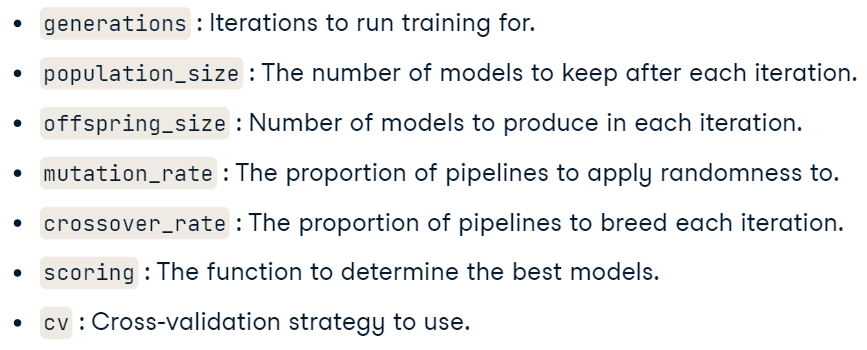 • generations : Iterations to run training for.
• population_size : The number of models to keep after each iteration.
• offspring_size : Number of models to produce in each iteration.
• mutation_rate : The proportion of pipelines to apply randomness to.
• crossover_rate : The proportion of pipelines to breed each iteration.
• scoring : The function to determine the best models.
• cv : Cross-validation strategy to use.